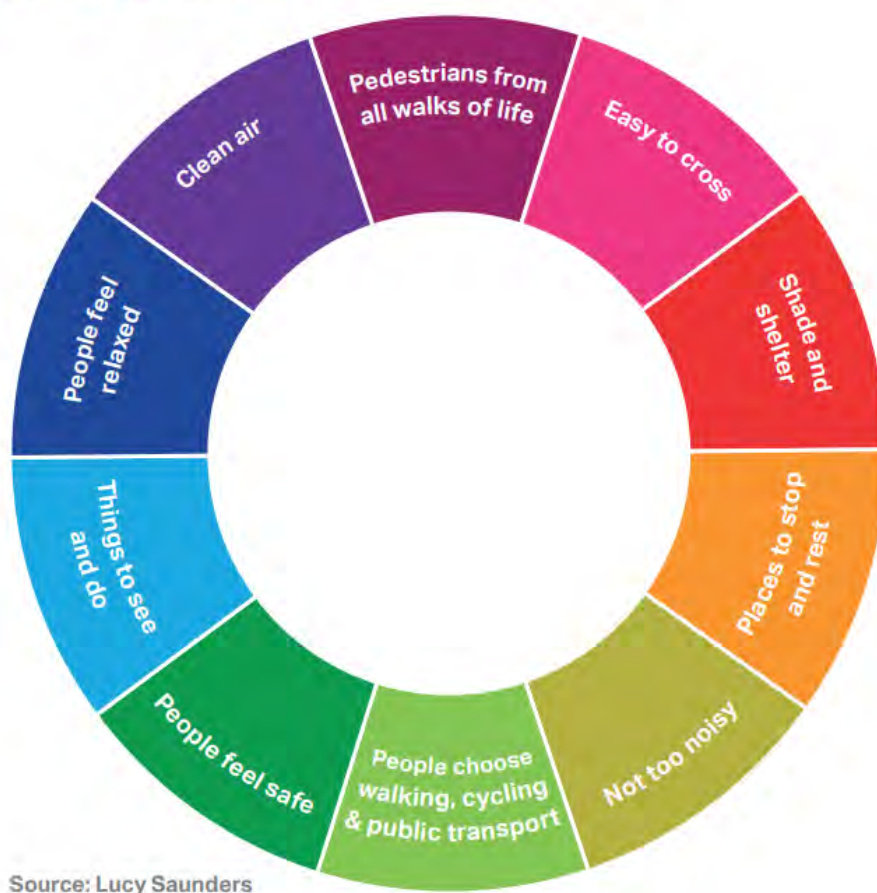 Pedestrians from
all walks of life
Easy to cross
Shade and
shelter
Places to stop
and rest
Not too noisy
People choose
walking, cycling
& public transport
People feel safe
Things to see
and do
People feel
relaxed
Clean air
Source: Lucy Saunders